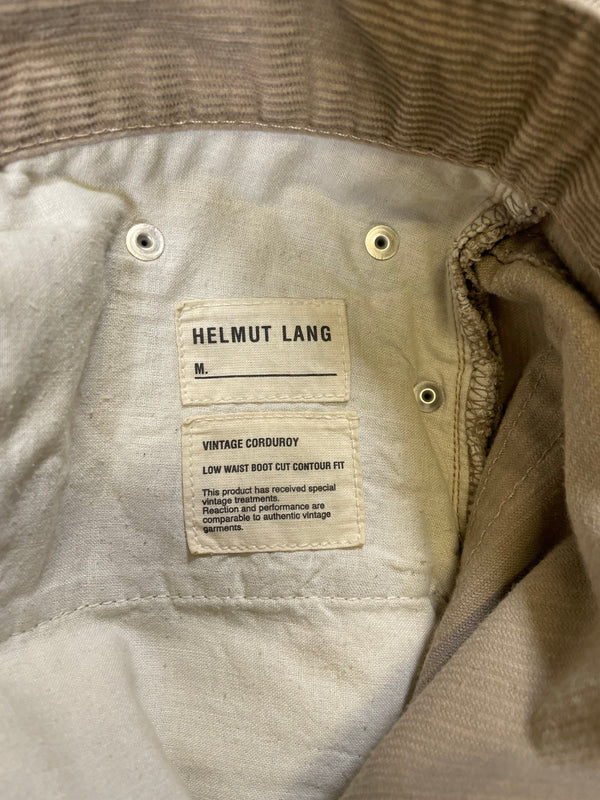 HELMUT LANG
M.
VINTAGE CORDUROY
LOW WAIST BOOT CUT CONTOUR FIT
This product has received special
vintage treatments.
Reaction and performance are
comparable to authentic vintage
garments.